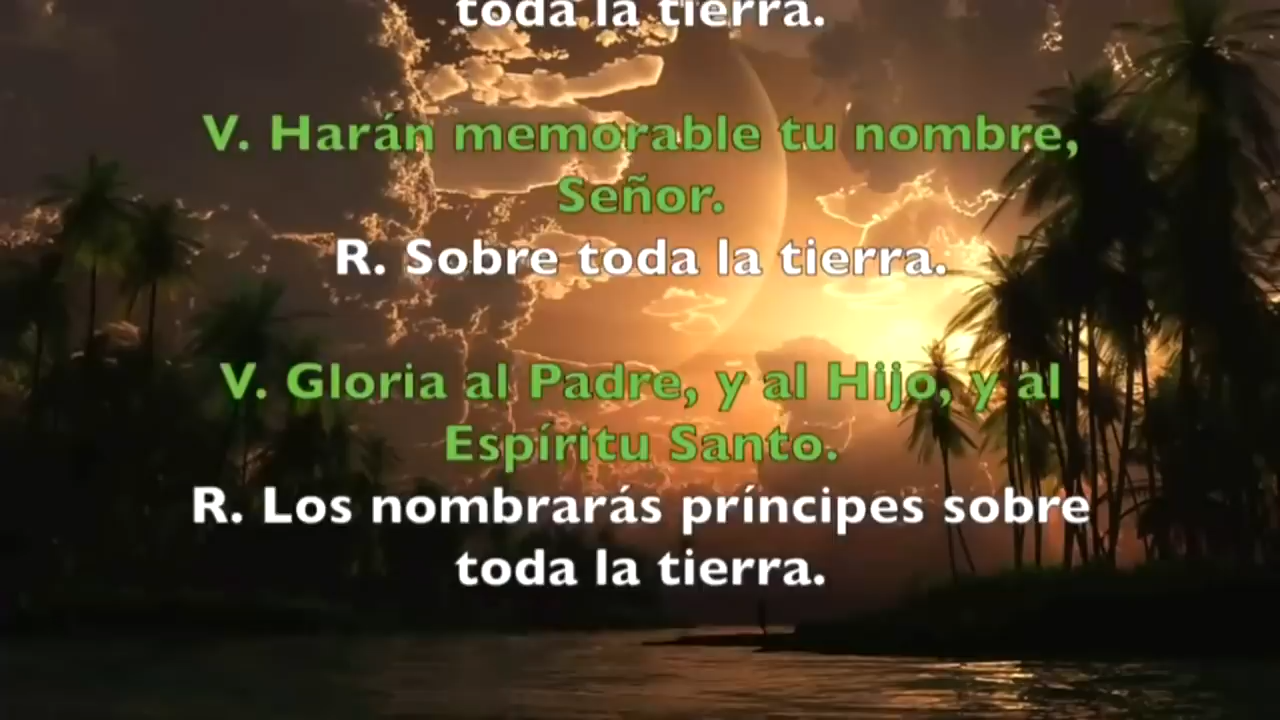 toda la tierra.
V. Harán memorable tu nombre,
Señor.
R. Sobre toda la tierra.
V. Gloria al Padre, y al Hijo, y al
Espíritu Santo.
R. Los nombrarás príncipes sobre
toda la tierra.